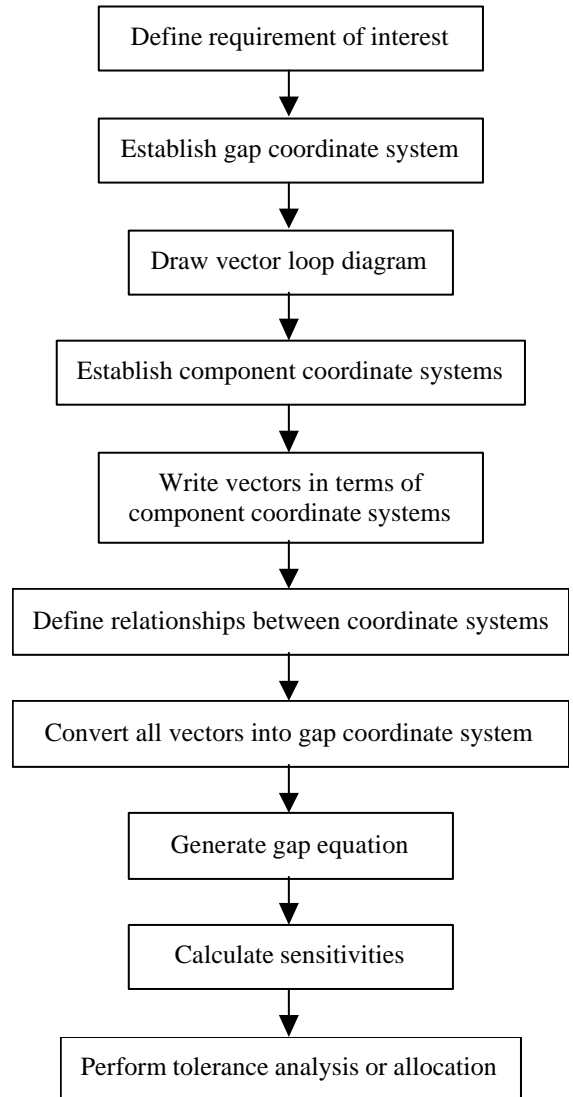 Define requirement of interest
Establish gap coordinate system
Draw vector loop diagram
Establish component coordinate systems
Write vectors in terms of
component coordinate systems
Define relationships between coordinate systems
Convert all vectors into gap coordinate system
Generate gap equation
Calculate sensitivities
Perform tolerance analysis or allocation